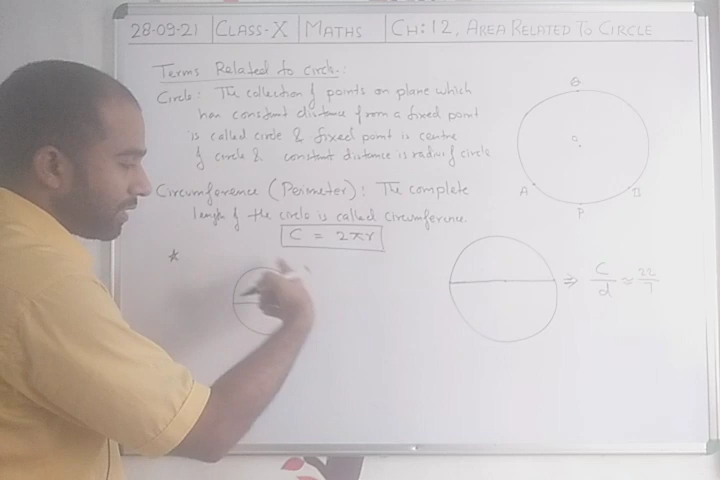 28-09-21 CLASS-X MATHS CH:12, AREA RELATED TO CIRCLE
Terms Related to circle:
Circle: The collection of points on plane which
has constant distance from a fixed point
is called circle & fixed point is centre
of circle & constant distance is radius of circle
Circumference (Perimeter): The complete
length of the circle is called Circumference.
C = 2πr
*
Q
O
A
B
P
⇒ C/d ≈ 22/7